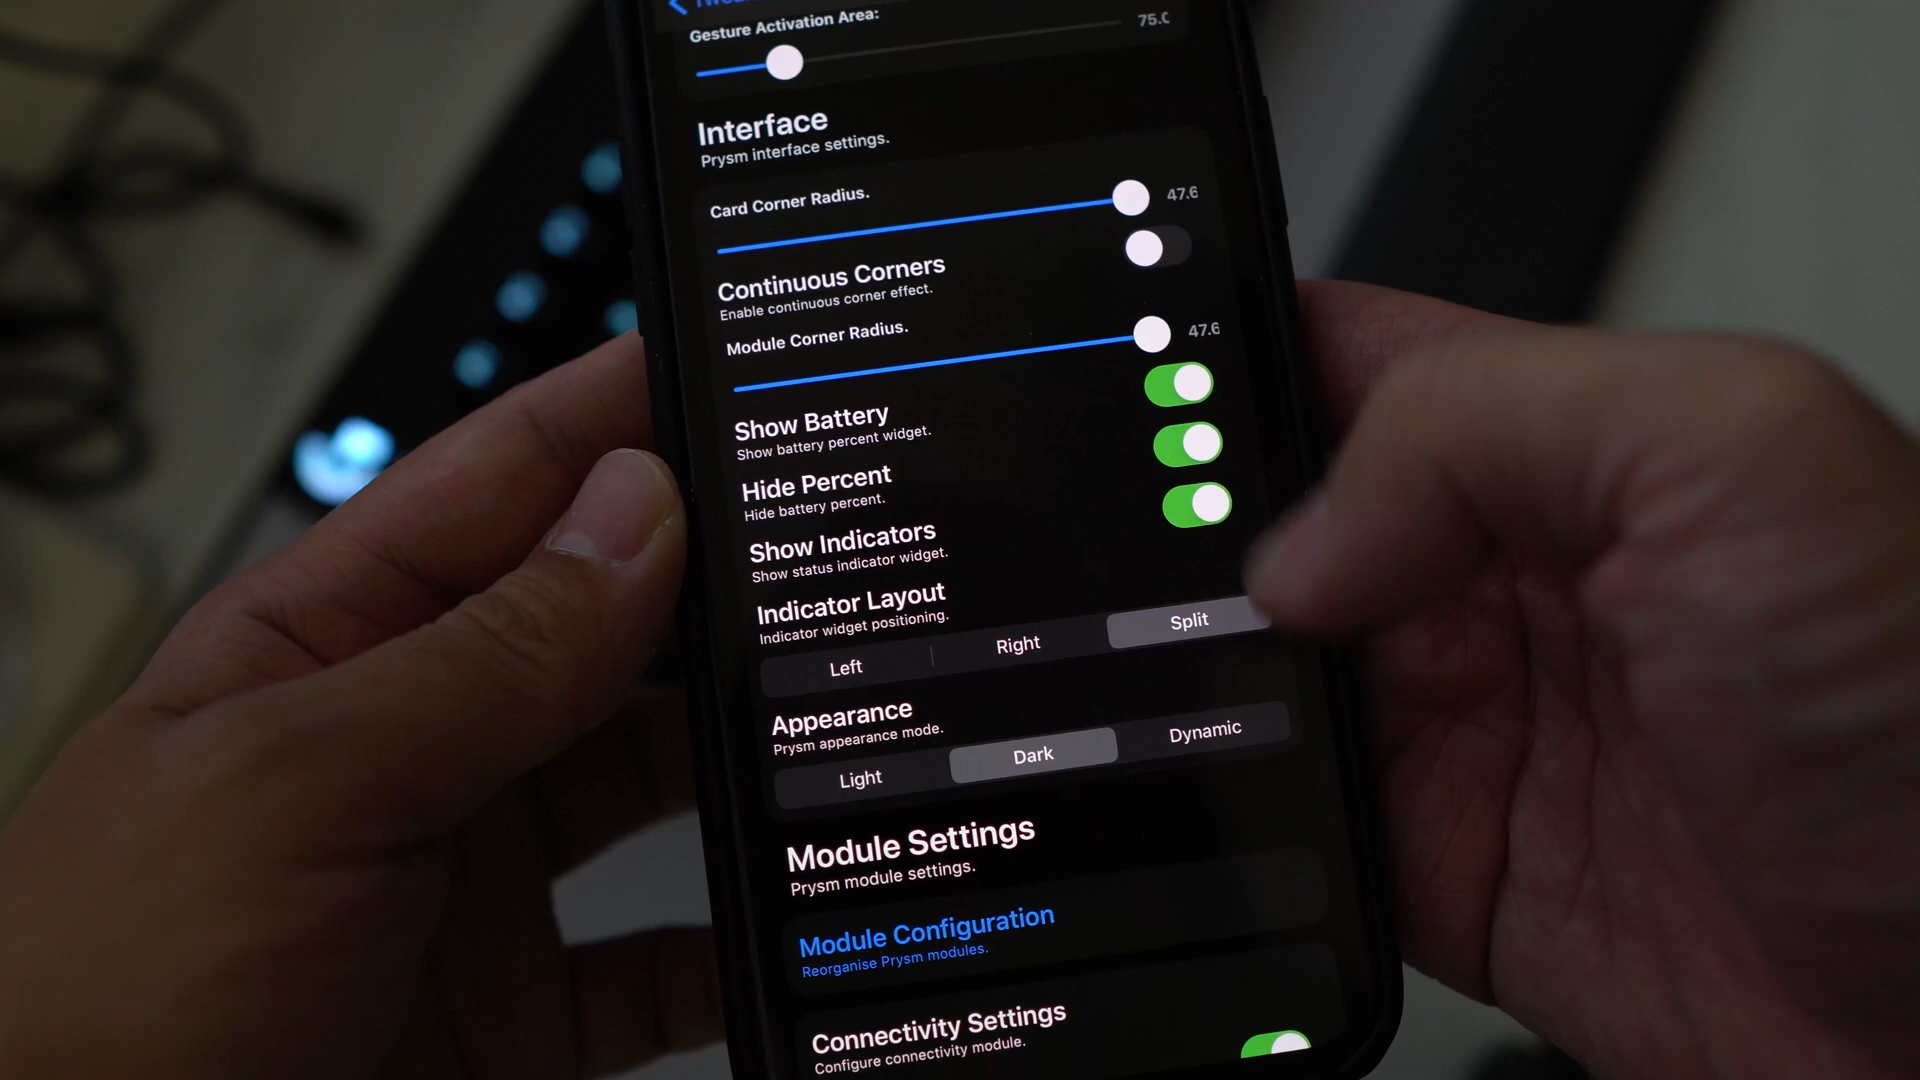 Gesture Activation Area:
75.0
Interface
Prysm interface settings.
Card Corner Radius.
47.6
Continuous Corners
Enable continuous corner effect.
Module Corner Radius.
47.6
Show Battery
Show battery percent widget.
Hide Percent
Hide battery percent.
Show Indicators
Show status indicator widget.
Indicator Layout
Indicator widget positioning.
Left Right Split
Appearance
Prysm appearance mode.
Light Dark Dynamic
Module Settings
Prysm module settings.
Module Configuration
Reorganise Prysm modules.
Connectivity Settings
Configure connectivity module.